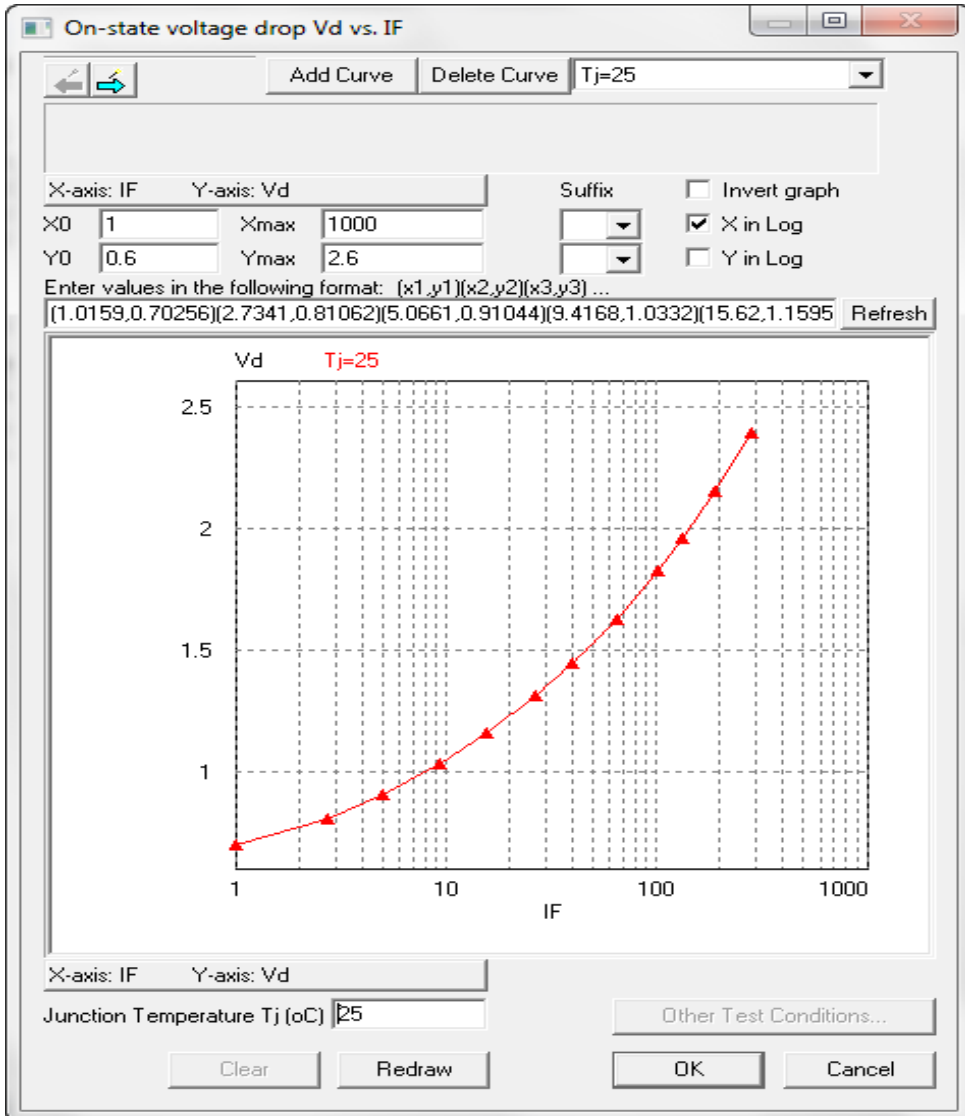 On-state voltage drop Vd vs. IF
Add Curve Delete Curve Tj=25
X-axis: IF Y-axis: Vd Suffix Invert graph
X0 1 Xmax 1000 X in Log
Y0 0.6 Ymax 2.6 Y in Log
Enter values in the following format: (x1,y1)(x2,y2)(x3,y3) ...
(1.0159,0.70256)(2.7341,0.81062)(5.0661,0.91044)(9.4168,1.0332)(15.62,1.1595 Refresh
Vd Tj=25
2.5
2
1.5
1
1 10 100 1000
IF
X-axis: IF Y-axis: Vd
Junction Temperature Tj (oC) 25 Other Test Conditions...
Clear Redraw OK Cancel